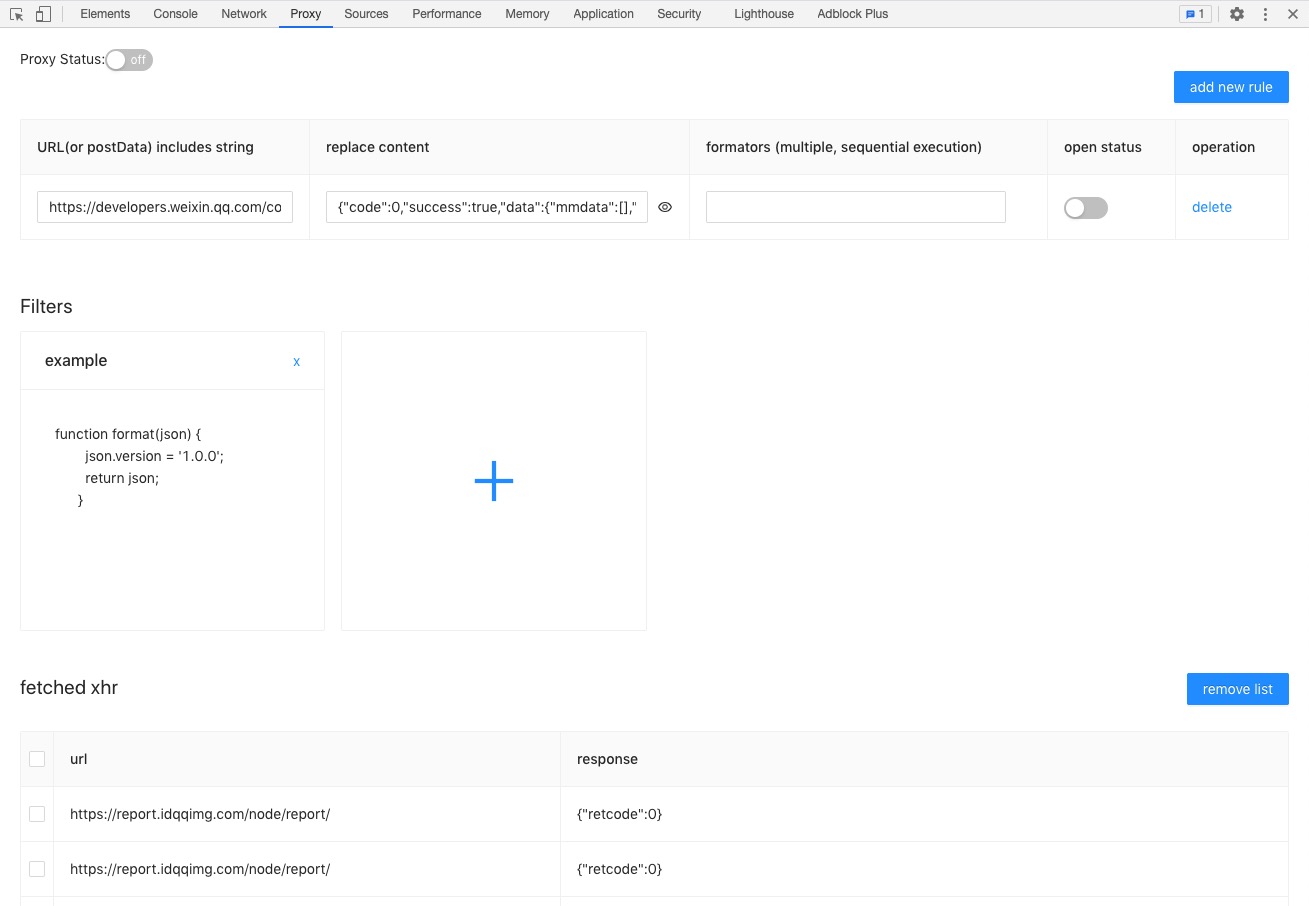 Elements Console Network Proxy Sources Performance Memory Application Security Lighthouse Adblock Plus 1
Proxy Status: off
add new rule
URL(or postData) includes string replace content formators (multiple, sequential execution) open status operation
https://developers.weixin.qq.com/co {"code":0,"success":true,"data":{"mmdata":[]," delete
Filters
example x
function format(json) {
json.version = '1.0.0';
return json;
}
fetched xhr
remove list
url response
https://report.idqqimg.com/node/report/ {"retcode":0}
https://report.idqqimg.com/node/report/ {"retcode":0}